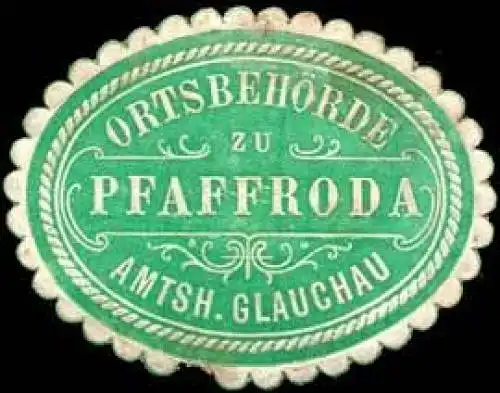 ORTSBEHÖRDE
ZU
PFAFFRODA
AMTSH. GLAUCHAU